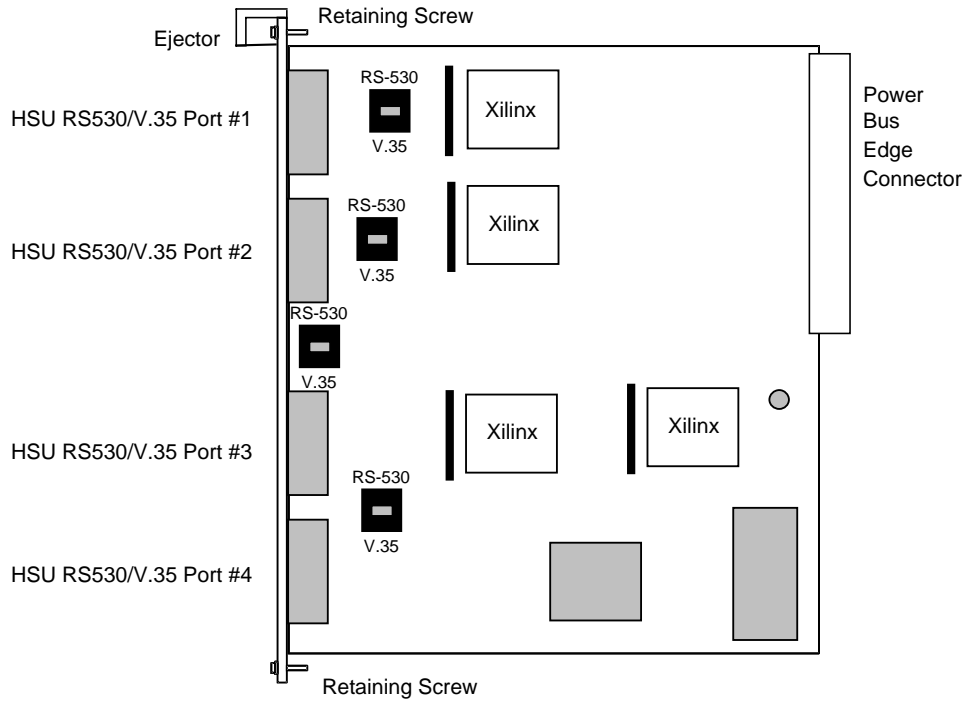 Retaining Screw
Ejector
RS-530
HSU RS530/V.35 Port #1
V.35
Xilinx
Power
Bus
Edge
Connector
RS-530
HSU RS530/V.35 Port #2
V.35
Xilinx
RS-530
V.35
HSU RS530/V.35 Port #3
Xilinx
Xilinx
RS-530
V.35
HSU RS530/V.35 Port #4
Retaining Screw